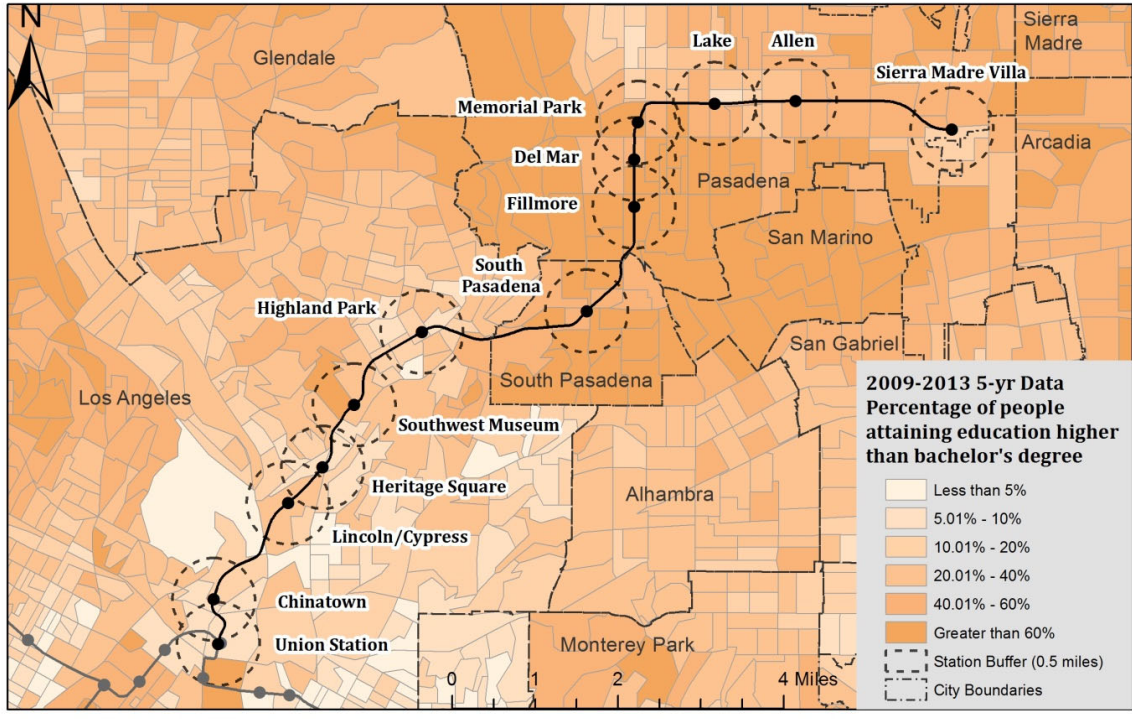 N
Glendale
Lake
Allen
Sierra
Madre
Sierra Madre Villa
Memorial Park
Del Mar
Arcadia
Pasadena
Fillmore
San Marino
South
Pasadena
Highland Park
San Gabriel
Los Angeles
South Pasadena
Southwest Museum
Heritage Square
Alhambra
Lincoln/Cypress
Chinatown
Union Station
Monterey Park
0 1 2 4 Miles
2009-2013 5-yr Data
Percentage of people
attaining education higher
than bachelor's degree
Less than 5%
5.01% - 10%
10.01% - 20%
20.01% - 40%
40.01% - 60%
Greater than 60%
Station Buffer (0.5 miles)
City Boundaries